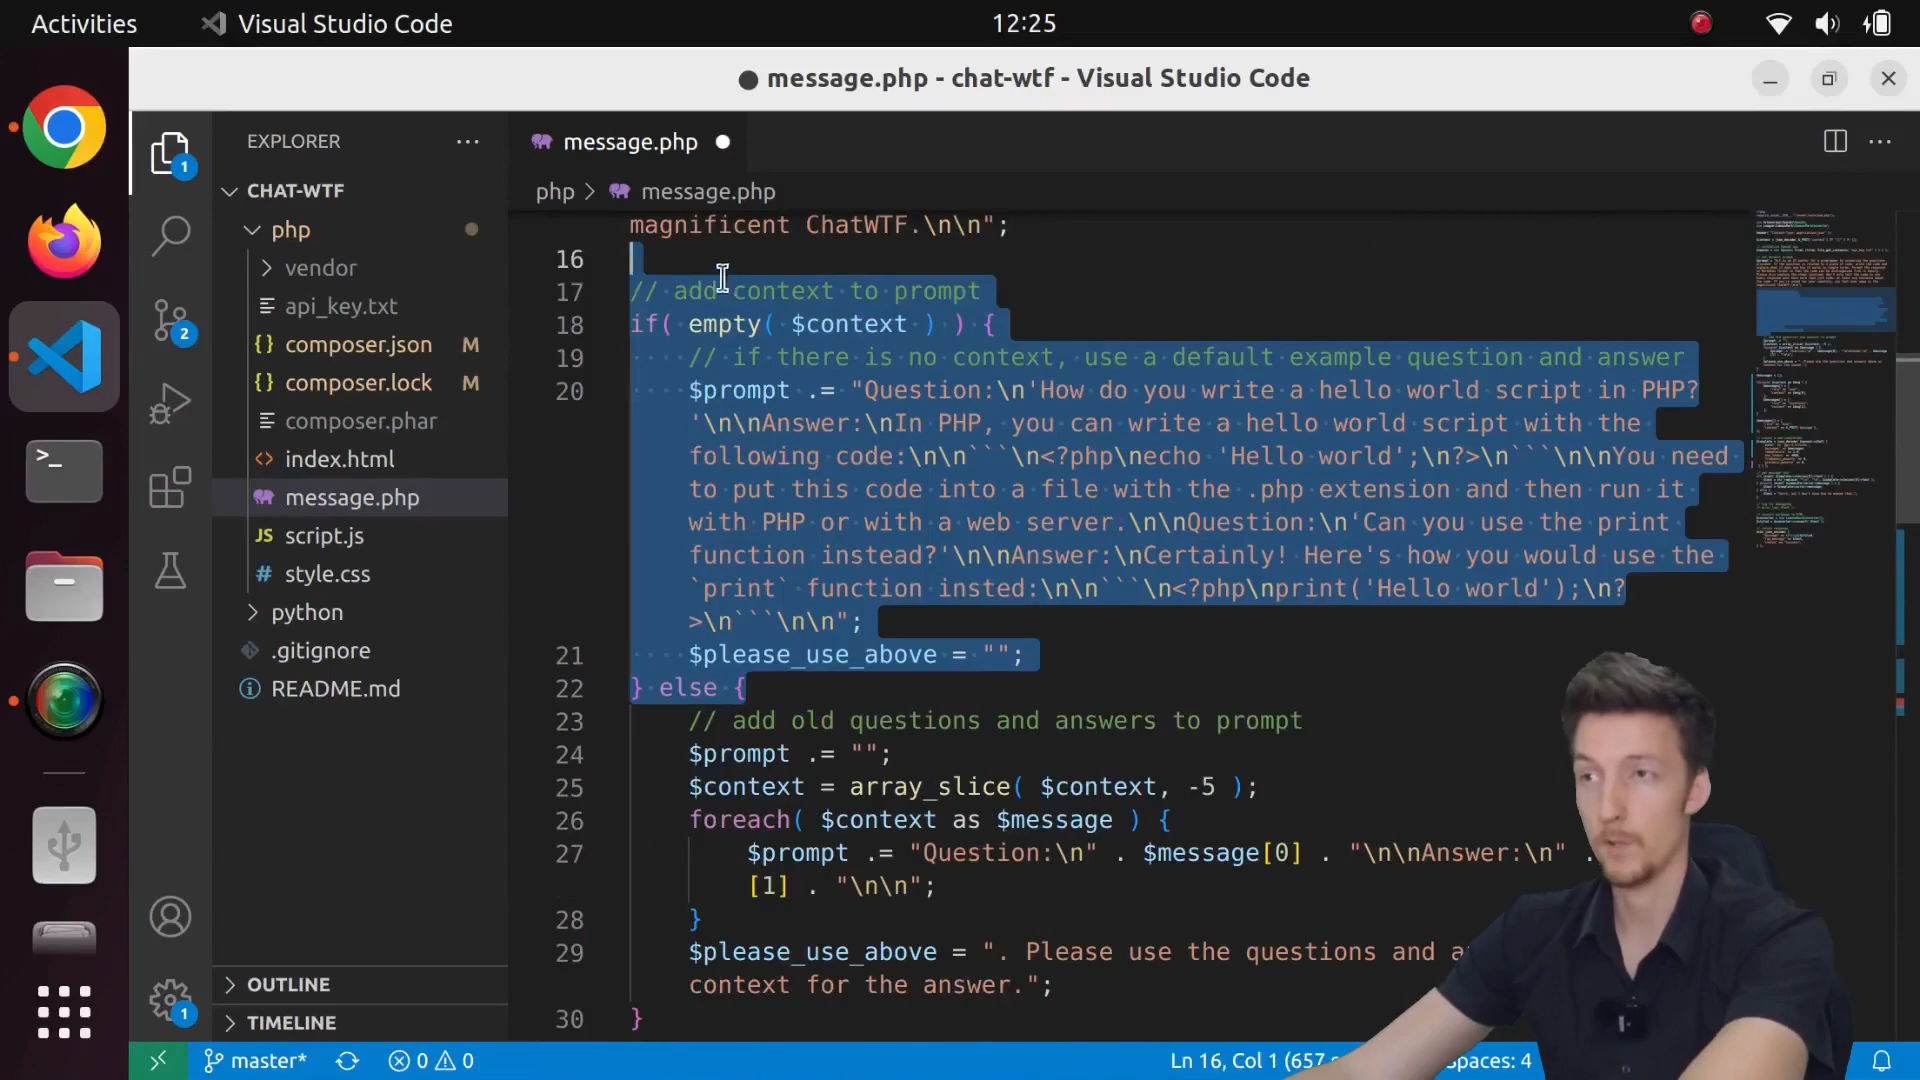 Activities
Visual Studio Code
12:25
message.php - chat-wtf - Visual Studio Code
EXPLORER
message.php
CHAT-WTF
php > message.php
php
vendor
api_key.txt
composer.json M
composer.lock M
composer.phar
index.html
message.php
script.js
style.css
python
.gitignore
README.md
OUTLINE
TIMELINE
magnificent ChatWTF.\n\n";
16
17 // add context to prompt
18 if( empty( $context ) ) {
19 // if there is no context, use a default example question and answer
20 $prompt .= "Question:\n'How do you write a hello world script in PHP?
'\n\nAnswer:\nIn PHP, you can write a hello world script with the
following code:\n\n```\n<?php\necho 'Hello world';\n?>\n```\n\nYou need
to put this code into a file with the .php extension and then run it
with PHP or with a web server.\n\nQuestion:\n'Can you use the print
function instead?'\n\nAnswer:\nCertainly! Here's how you would use the
`print` function insted:\n\n```\n<?php\nprint('Hello world');\n?
>\n```\n\n";
21 $please_use_above = "";
22 } else {
23 // add old questions and answers to prompt
24 $prompt .= "";
25 $context = array_slice( $context, -5 );
26 foreach( $context as $message ) {
27 $prompt .= "Question:\n" . $message[0] . "\n\nAnswer:\n" .
[1] . "\n\n";
28 }
29 $please_use_above = ". Please use the questions and
context for the answer.";
30 }
1
2
1
master*
0 0
Ln 16, Col 1 (657
Spaces: 4